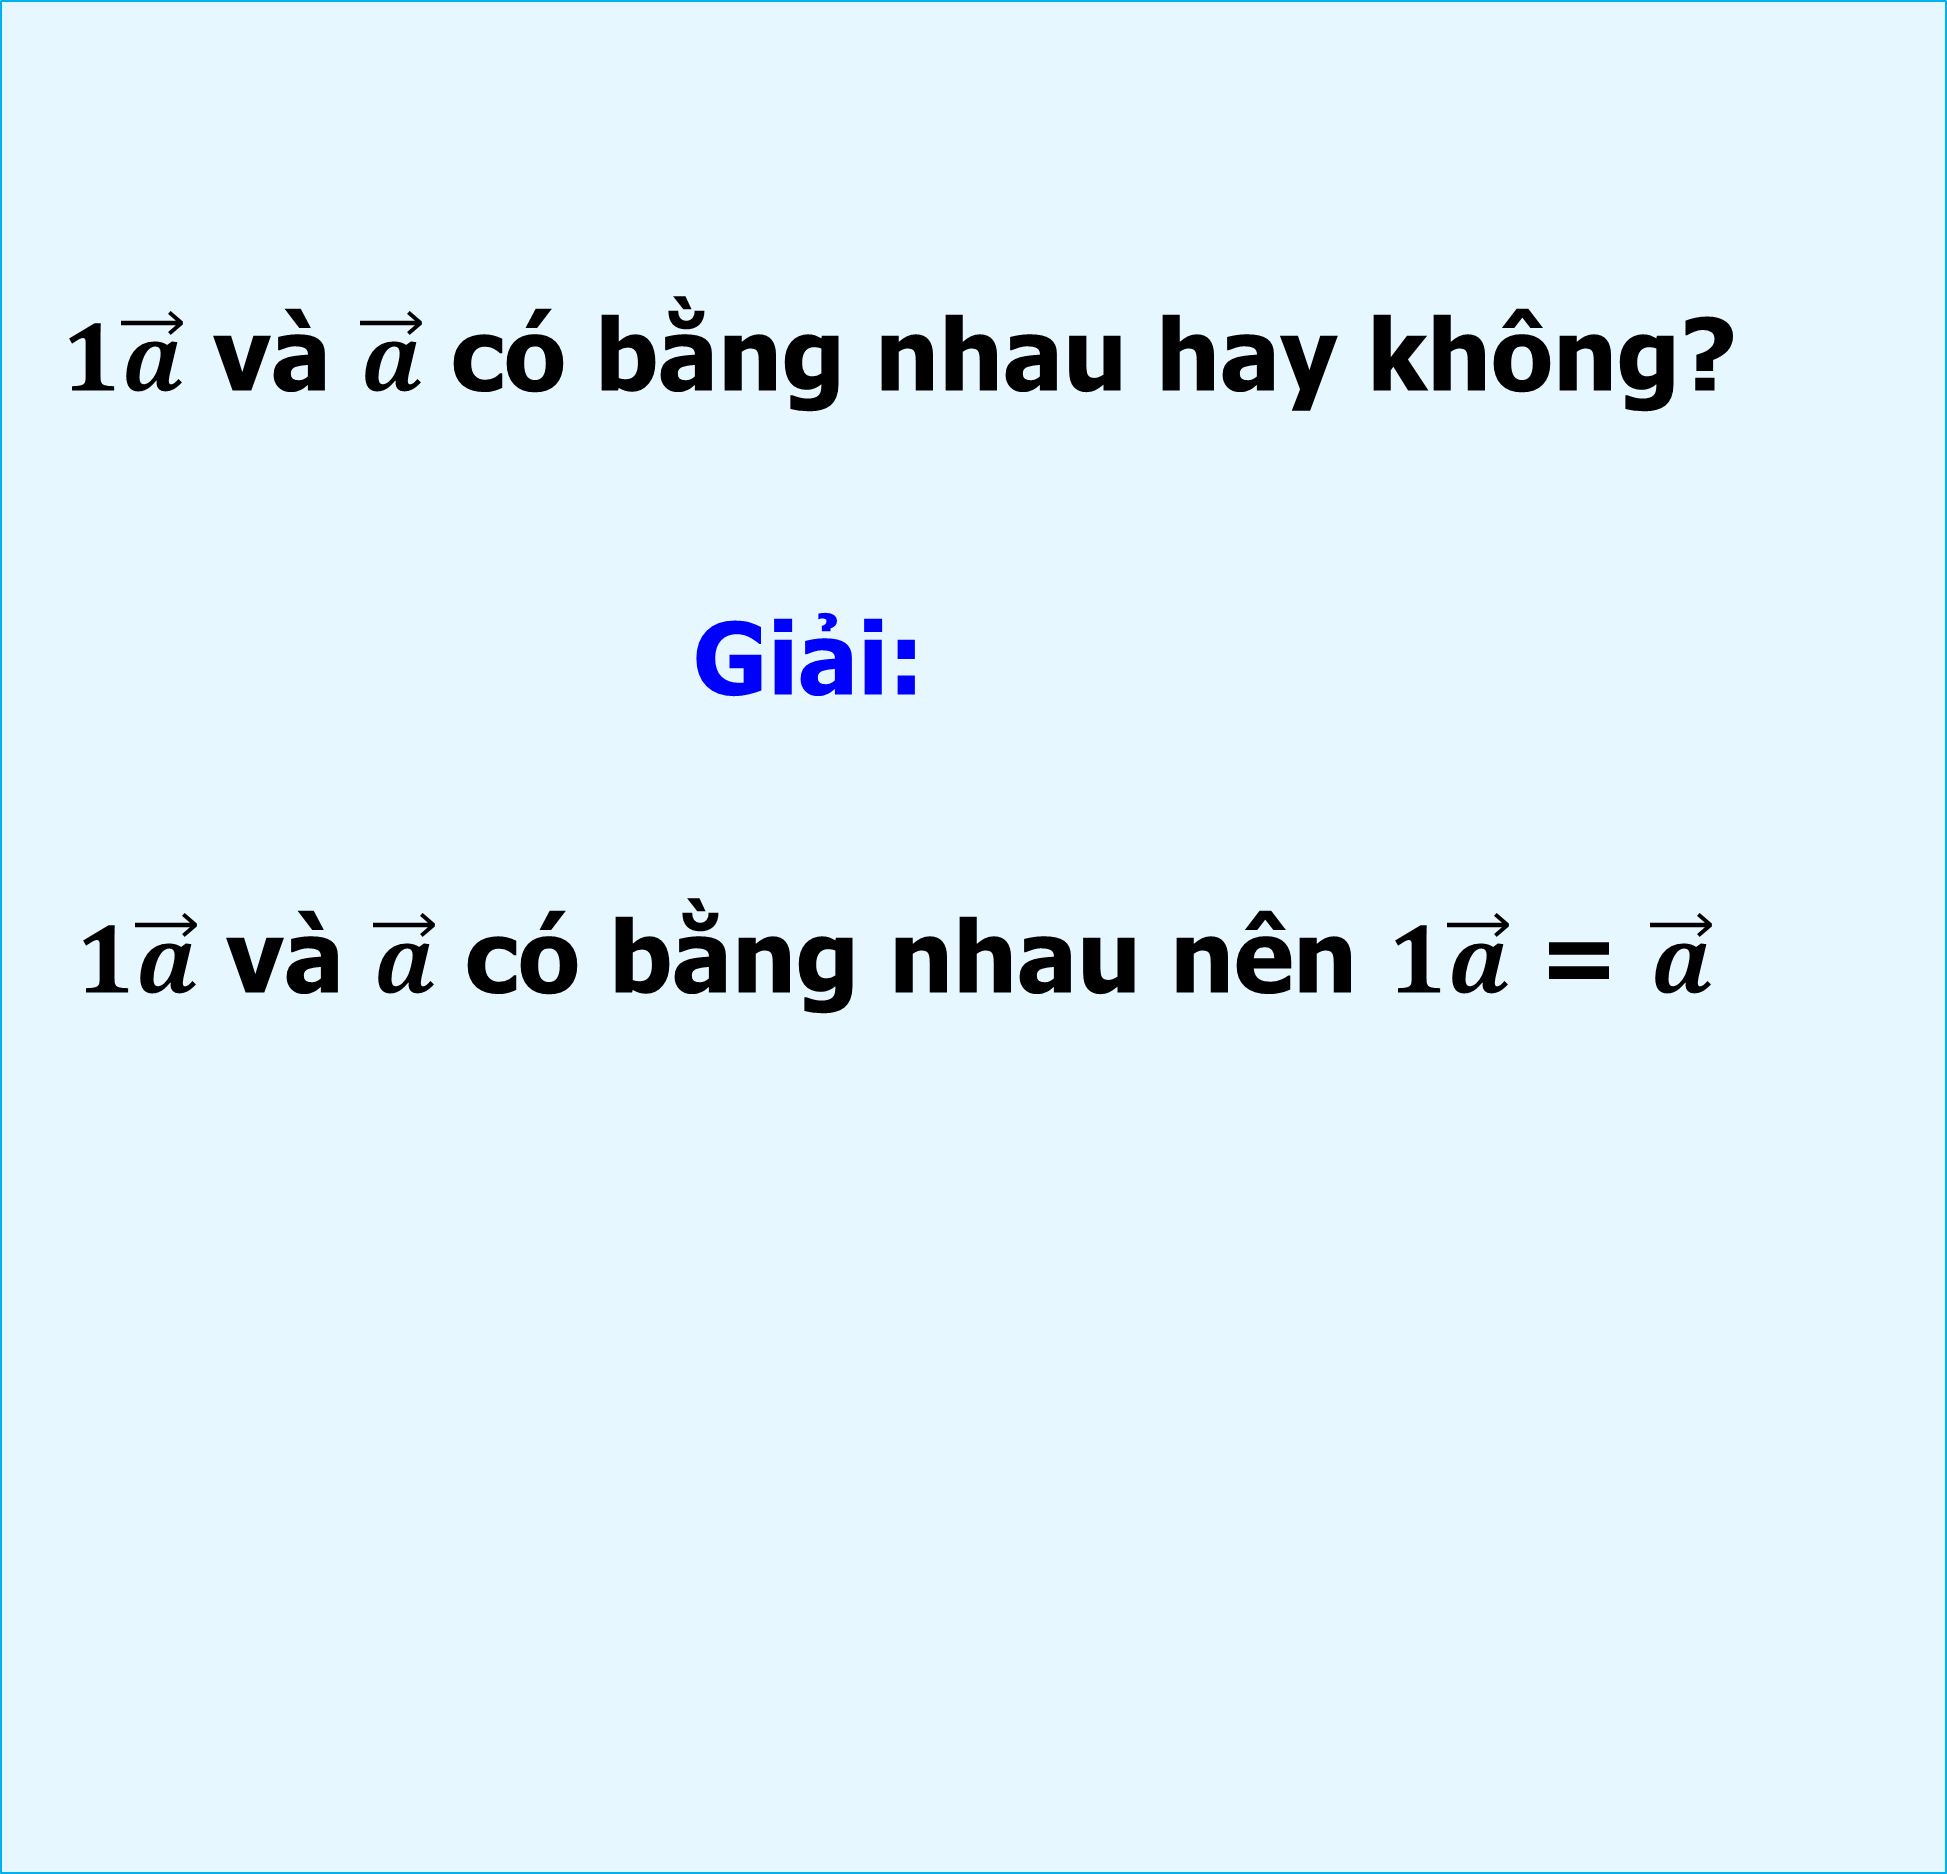 1a⃗ và a⃗ có bằng nhau hay không?
Giải:
1a⃗ và a⃗ có bằng nhau nên 1a⃗ = a⃗